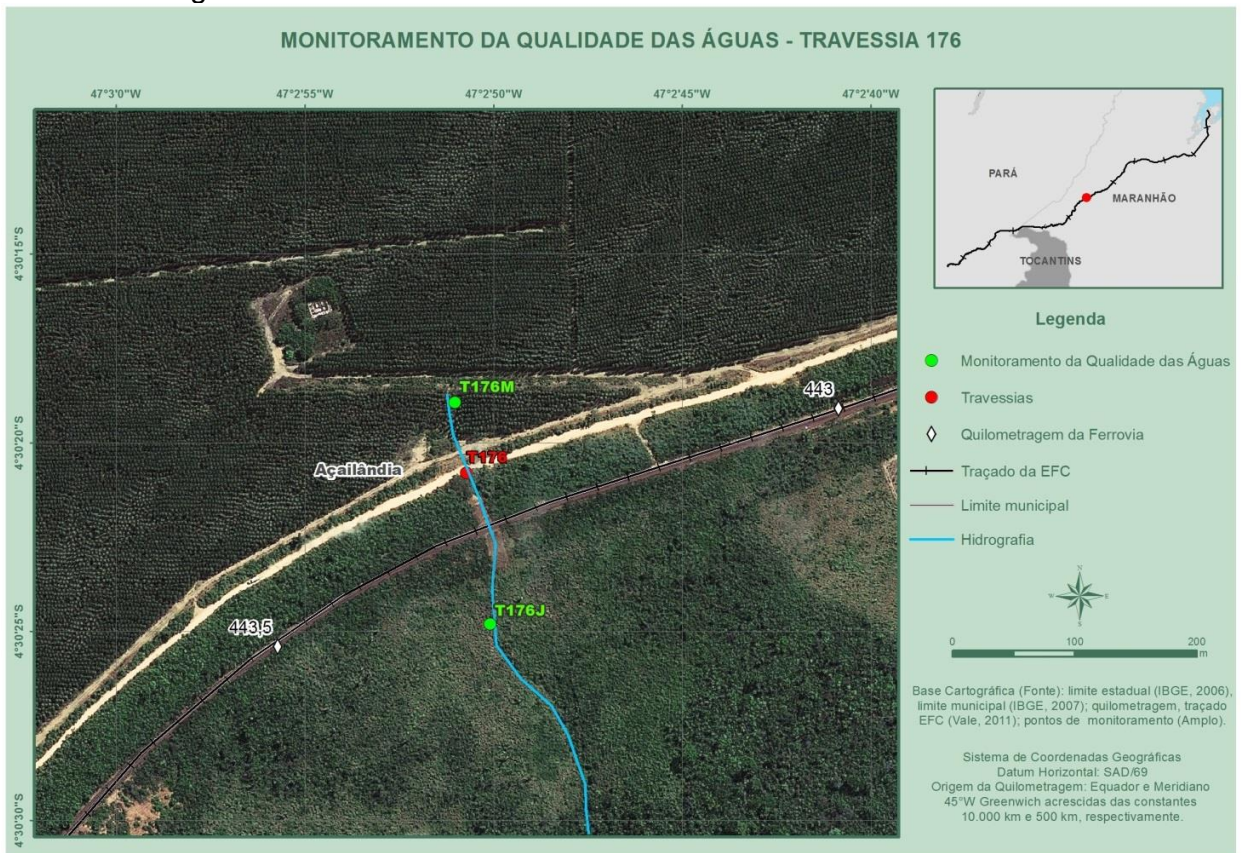 MONITORAMENTO DA QUALIDADE DAS ÁGUAS - TRAVESSIA 176
47°3'0"W 47°2'55"W 47°2'50"W 47°2'45"W 47°2'40"W
4°30'15"S
4°30'20"S
4°30'25"S
4°30'30"S
T176M
443
T176
Açailândia
T176J
443,5
PARÁ
MARANHÃO
TOCANTINS
Legenda
Monitoramento da Qualidade das Águas
Travessias
Quilometragem da Ferrovia
Traçado da EFC
Limite municipal
Hidrografia
N
W E
S
0 100 200
m
Base Cartográfica (Fonte): limite estadual (IBGE, 2006),
limite municipal (IBGE, 2007); quilometragem, traçado
EFC (Vale, 2011); pontos de monitoramento (Amplo).
Sistema de Coordenadas Geográficas
Datum Horizontal: SAD/69
Origem da Quilometragem: Equador e Meridiano
45°W Greenwich acrescidas das constantes
10.000 km e 500 km, respectivamente.